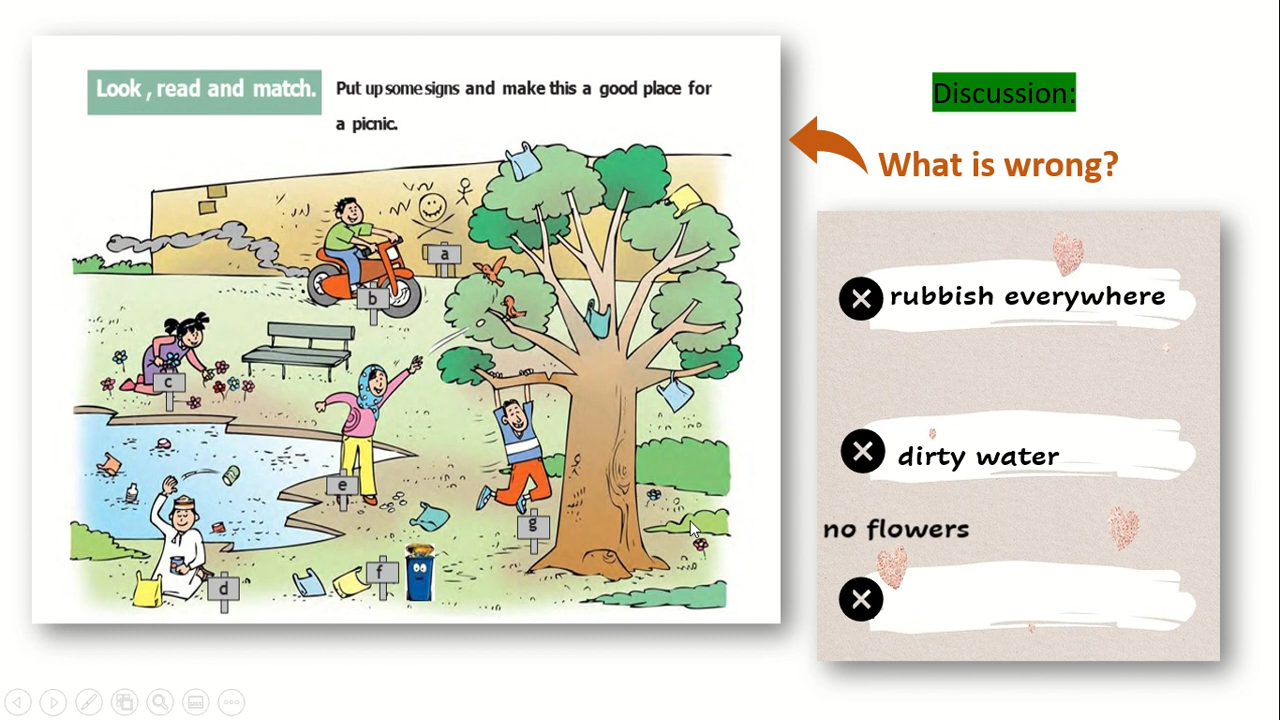 Look , read and match.
Put up some signs and make this a good place for
a picnic.
a
b
c
e
g
f
d
Discussion:
What is wrong?
rubbish everywhere
dirty water
no flowers